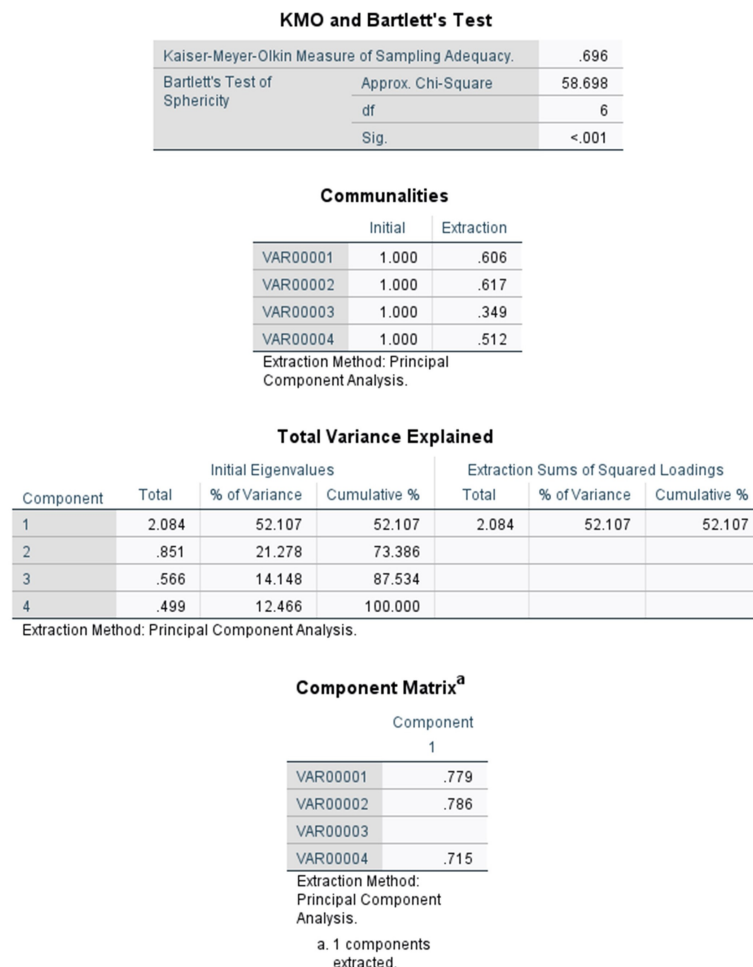 KMO and Bartlett's Test
Kaiser-Meyer-Olkin Measure of Sampling Adequacy. .696
Bartlett's Test of Sphericity Approx. Chi-Square 58.698
df 6
Sig. <.001
Communalities
Initial Extraction
VAR00001 1.000 .606
VAR00002 1.000 .617
VAR00003 1.000 .349
VAR00004 1.000 .512
Extraction Method: Principal
Component Analysis.
Total Variance Explained
Initial Eigenvalues Extraction Sums of Squared Loadings
Component Total % of Variance Cumulative % Total % of Variance Cumulative %
1 2.084 52.107 52.107 2.084 52.107 52.107
2 .851 21.278 73.386
3 .566 14.148 87.534
4 .499 12.466 100.000
Extraction Method: Principal Component Analysis.
Component Matrixa
Component
1
VAR00001 .779
VAR00002 .786
VAR00003
VAR00004 .715
Extraction Method:
Principal Component
Analysis.
a. 1 components
extracted.